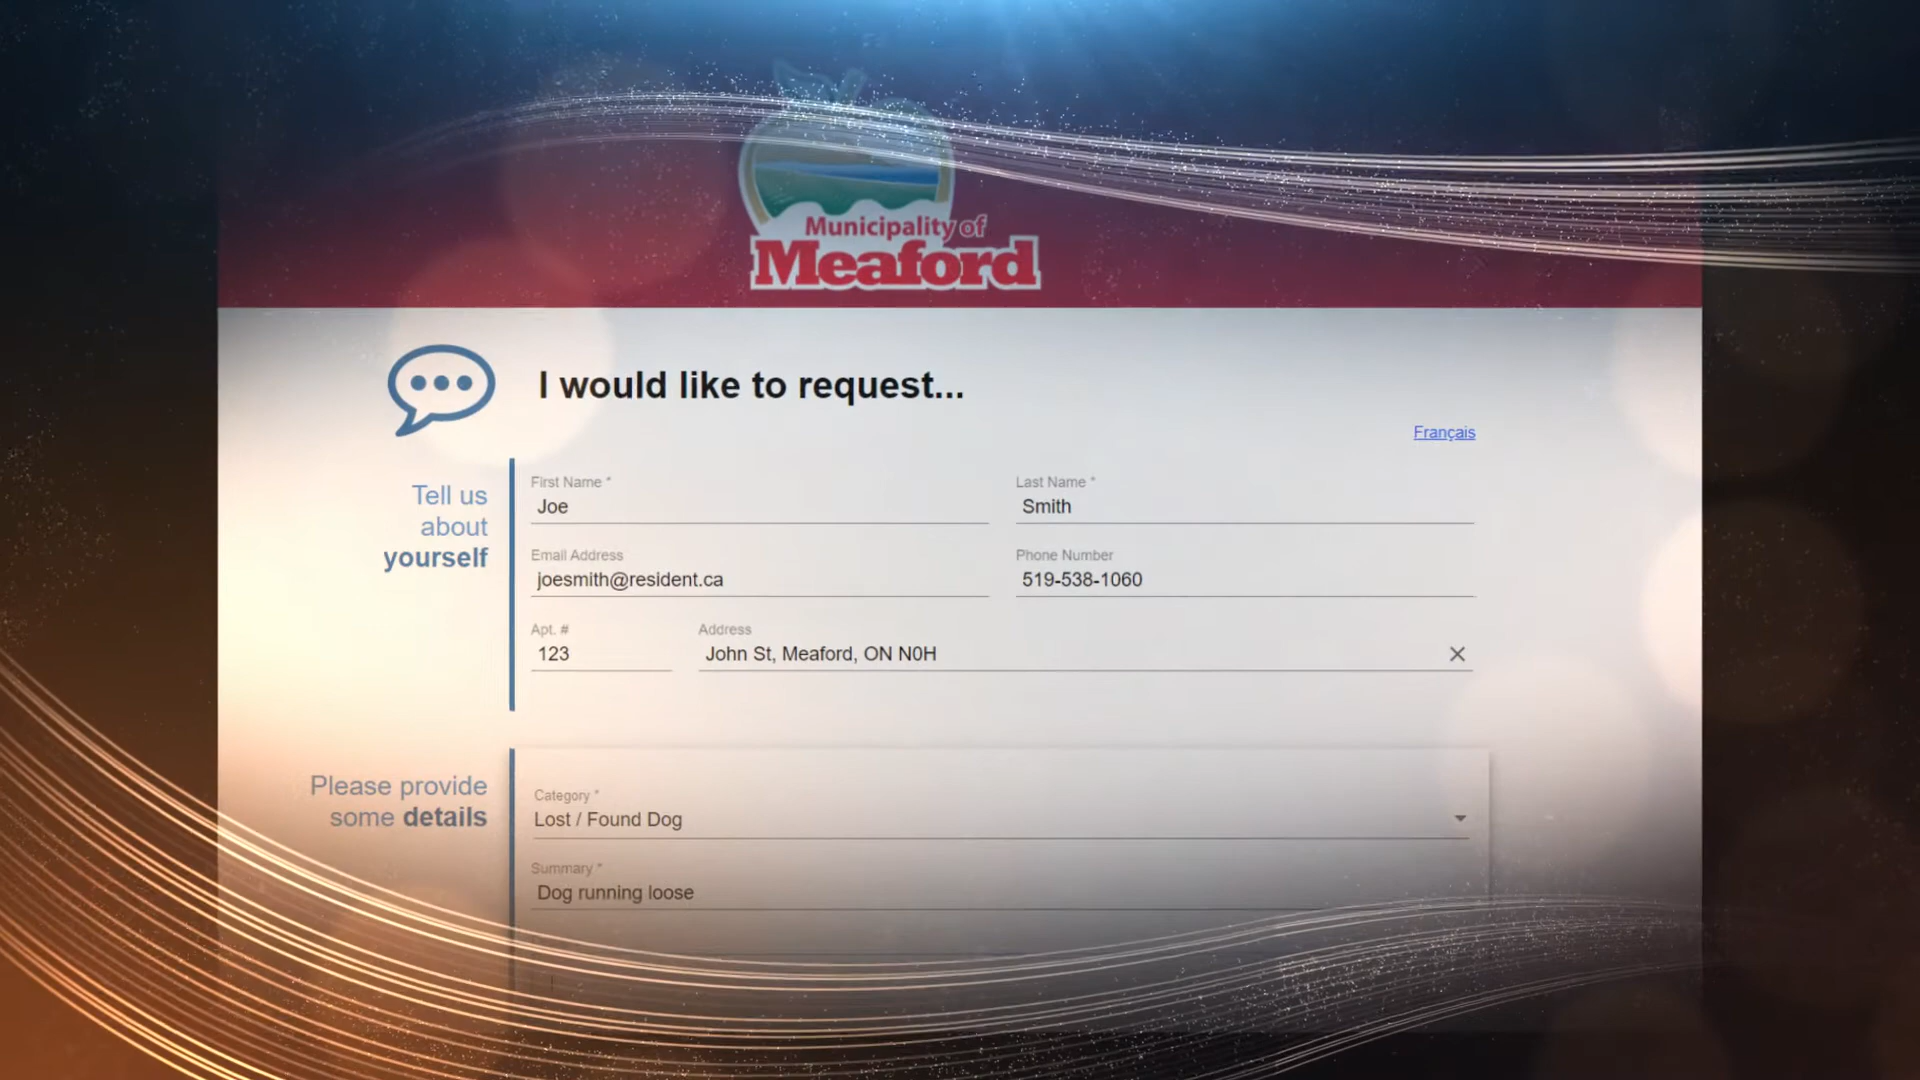 Municipality of
Meaford
I would like to request...
Français
Tell us
about
yourself
First Name *
Joe
Last Name *
Smith
Email Address
joesmith@resident.ca
Phone Number
519-538-1060
Apt. #
123
Address
John St, Meaford, ON N0H
Please provide
some details
Category *
Lost / Found Dog
Summary *
Dog running loose